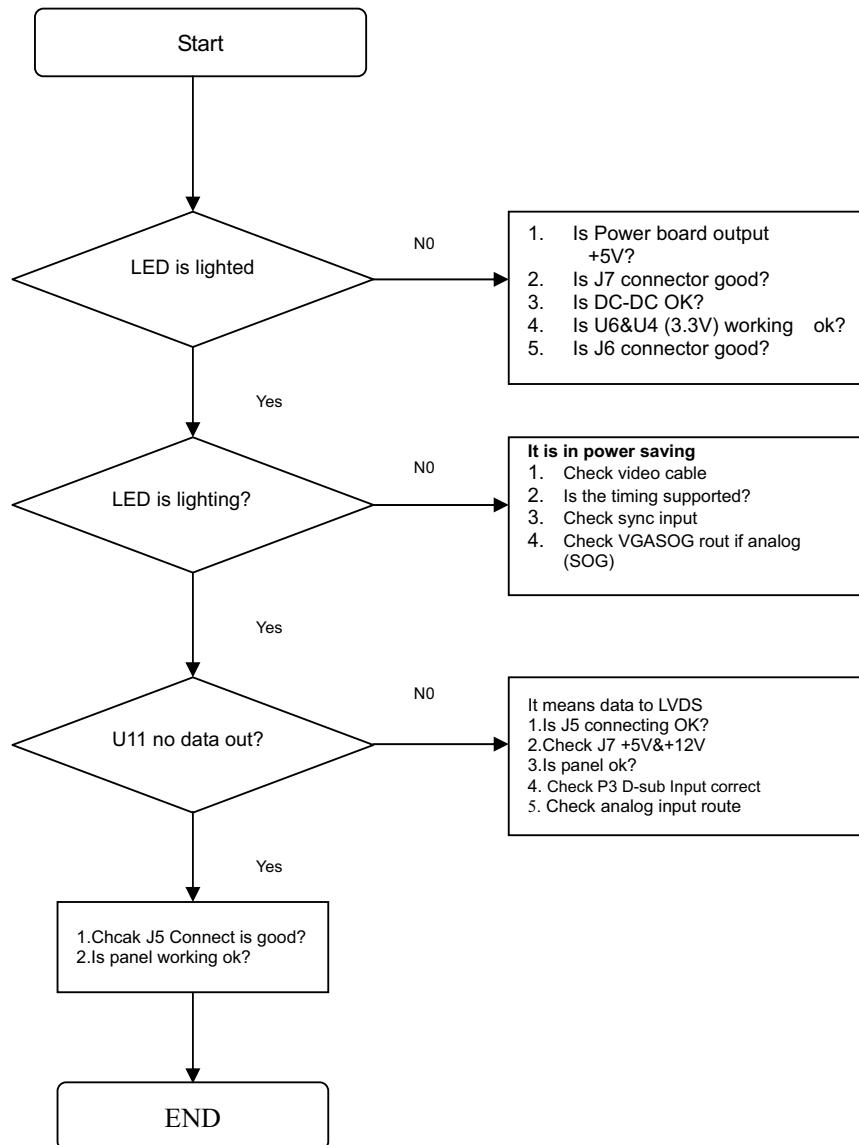 Start
LED is lighted
N0
1. Is Power board output
+5V?
2. Is J7 connector good?
3. Is DC-DC OK?
4. Is U6&U4 (3.3V) working ok?
5. Is J6 connector good?
Yes
LED is lighting?
N0
It is in power saving
1. Check video cable
2. Is the timing supported?
3. Check sync input
4. Check VGASOG rout if analog
(SOG)
Yes
U11 no data out?
N0
It means data to LVDS
1.Is J5 connecting OK?
2.Check J7 +5V&+12V
3.Is panel ok?
4. Check P3 D-sub Input correct
5. Check analog input route
Yes
1.Chcak J5 Connect is good?
2.Is panel working ok?
END